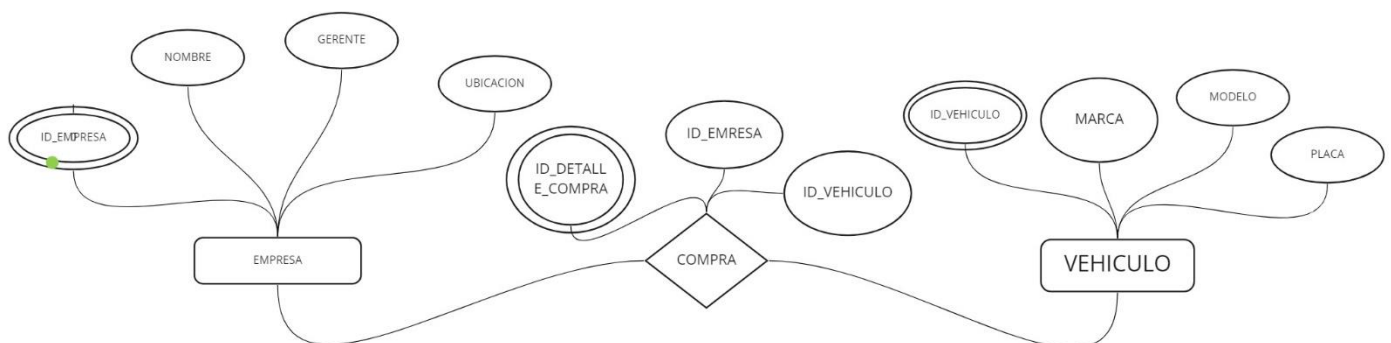 GERENTE
NOMBRE
UBICACION
ID_EMPRESA
ID_EMRESA
ID_DETALL
E_COMPRA
ID_VEHICULO
ID_VEHICULO
MARCA
MODELO
PLACA
EMPRESA
COMPRA
VEHICULO